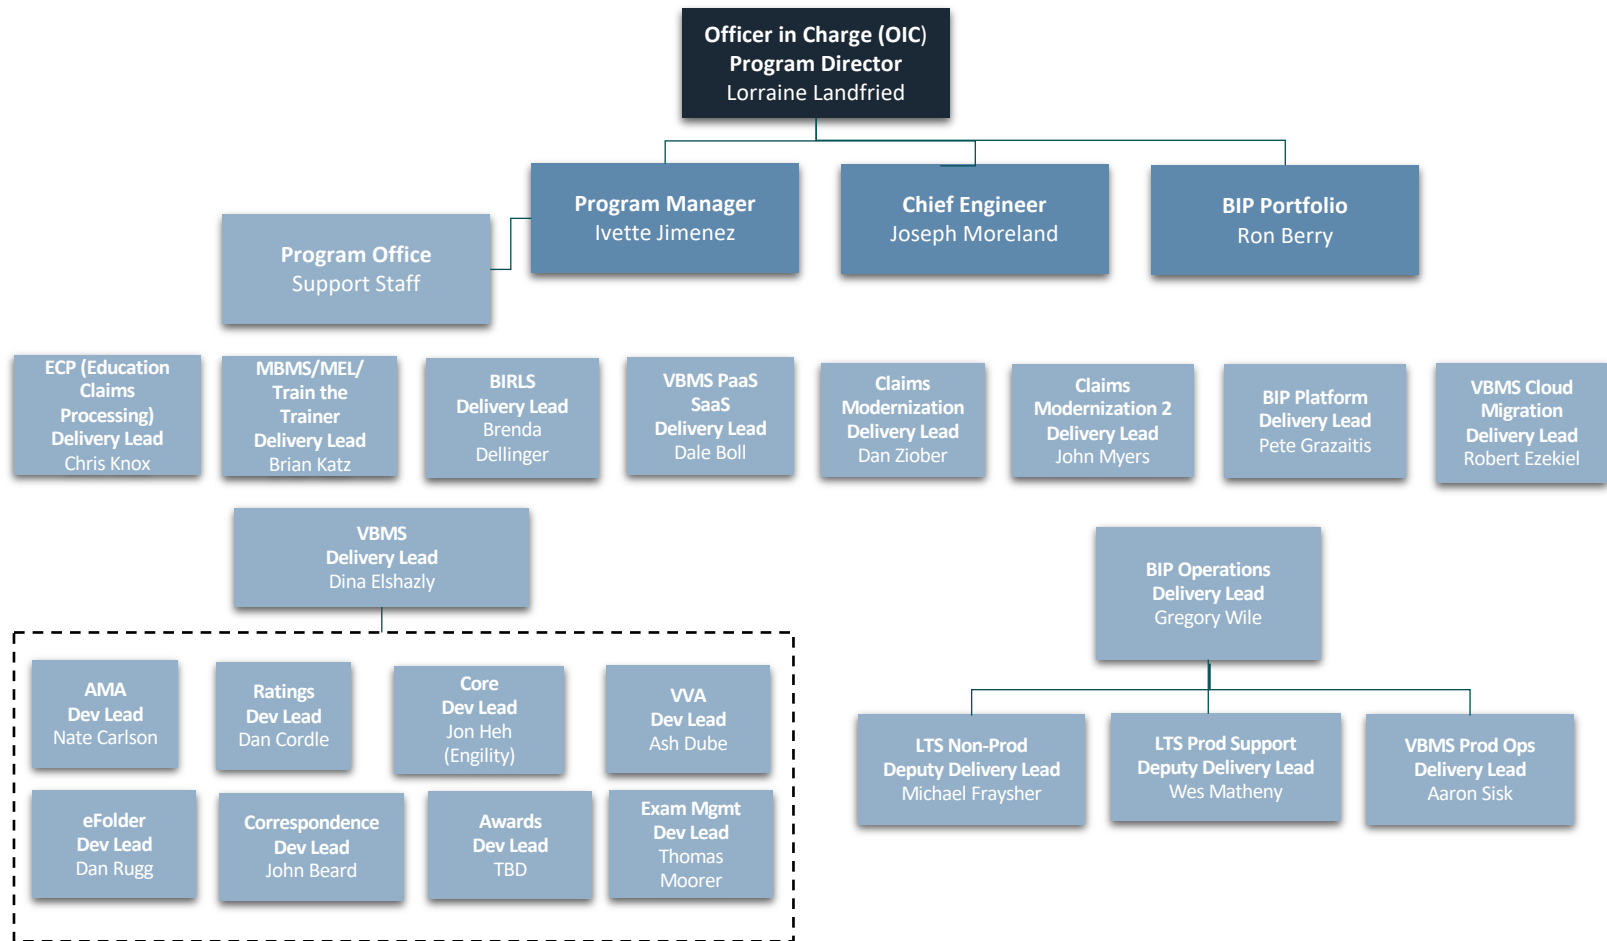 Officer in Charge (OIC)
Program Director
Lorraine Landfried
Program Manager
Ivette Jimenez
Chief Engineer
Joseph Moreland
BIP Portfolio
Ron Berry
Program Office
Support Staff
ECP (Education
Claims
Processing)
Delivery Lead
Chris Knox
MBMS/MEL/
Train the
Trainer
Delivery Lead
Brian Katz
BIRLS
Delivery Lead
Brenda
Dellinger
VBMS PaaS
SaaS
Delivery Lead
Dale Boll
Claims
Modernization
Delivery Lead
Dan Ziober
Claims
Modernization 2
Delivery Lead
John Myers
BIP Platform
Delivery Lead
Pete Grazaitis
VBMS Cloud
Migration
Delivery Lead
Robert Ezekiel
VBMS
Delivery Lead
Dina Elshazly
BIP Operations
Delivery Lead
Gregory Wile
AMA
Dev Lead
Nate Carlson
Ratings
Dev Lead
Dan Cordle
Core
Dev Lead
Jon Heh
(Engility)
VVA
Dev Lead
Ash Dube
eFolder
Dev Lead
Dan Rugg
Correspondence
Dev Lead
John Beard
Awards
Dev Lead
TBD
Exam Mgmt
Dev Lead
Thomas
Moorer
LTS Non-Prod
Deputy Delivery Lead
Michael Fraysher
LTS Prod Support
Deputy Delivery Lead
Wes Matheny
VBMS Prod Ops
Delivery Lead
Aaron Sisk